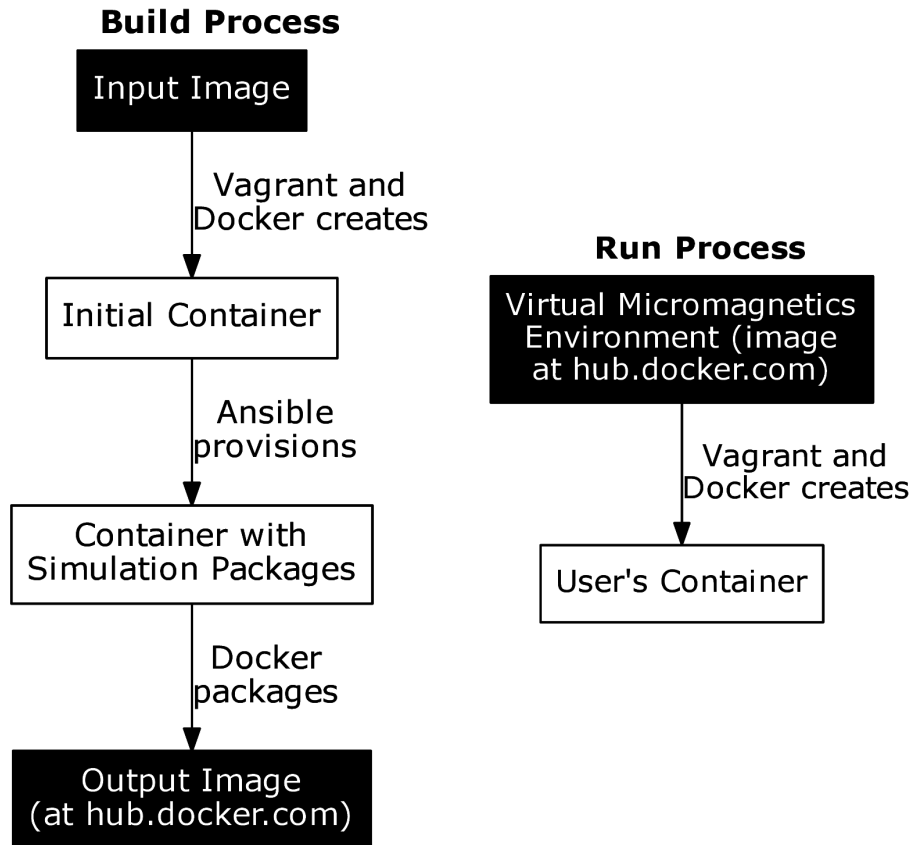 Build Process
Input Image
Vagrant and
Docker creates
Initial Container
Ansible
provisions
Container with
Simulation Packages
Docker
packages
Output Image
(at hub.docker.com)
Run Process
Virtual Micromagnetics
Environment (image
at hub.docker.com)
Vagrant and
Docker creates
User's Container